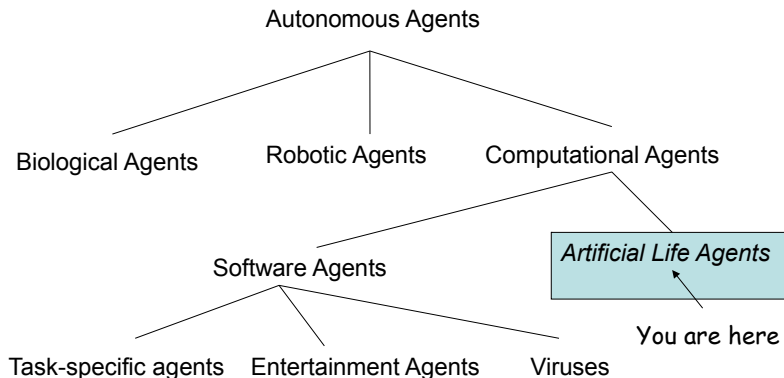 Autonomous Agents
Biological Agents
Robotic Agents
Computational Agents
Software Agents
Artificial Life Agents
You are here
Task-specific agents
Entertainment Agents
Viruses